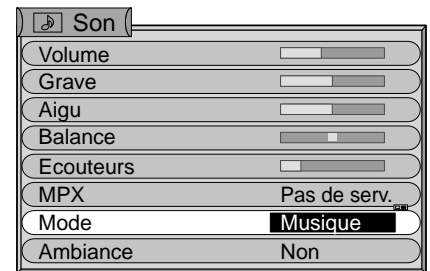 Son
Volume
Grave
Aigu
Balance
Ecouteurs
MPX Pas de serv.
Mode Musique
Ambiance Non